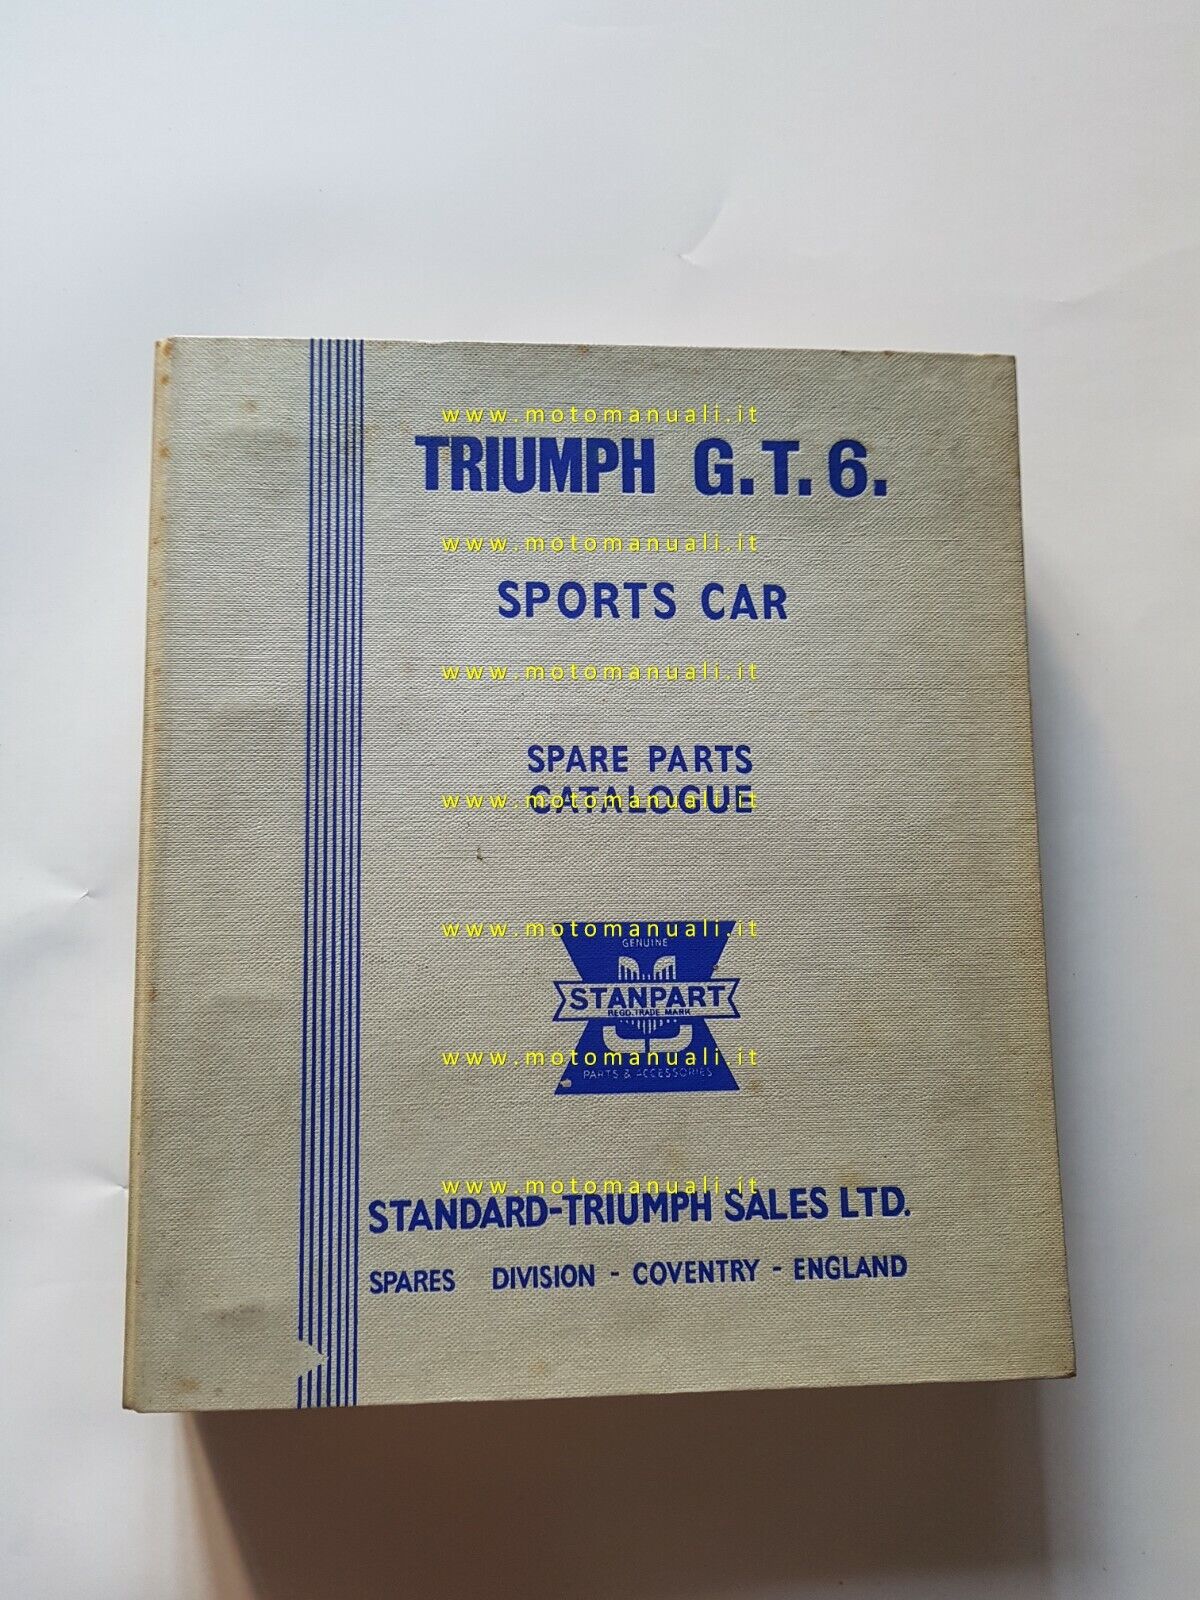 www.motomanuali.it
TRIUMPH G.T.6.
www.motomanuali.it
SPORTS CAR
www.motomanuali.it
SPARE PARTS
CATALOGUE
www.motomanuali.it
www.motomanuali.it
GENUINE
STANPART
REGD. TRADE MARK
www.motomanuali.it
PARTS & ACCESSORIES
www.motomanuali.it
STANDARD-TRIUMPH SALES LTD.
SPARES DIVISION - COVENTRY - ENGLAND